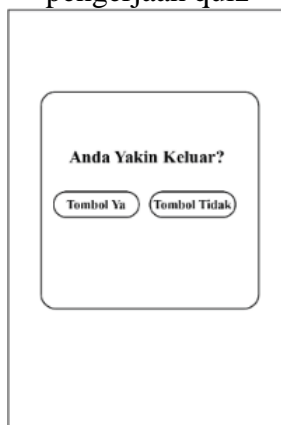 pengerjaan quiz
Anda Yakin Keluar?
Tombol Ya
Tombol Tidak